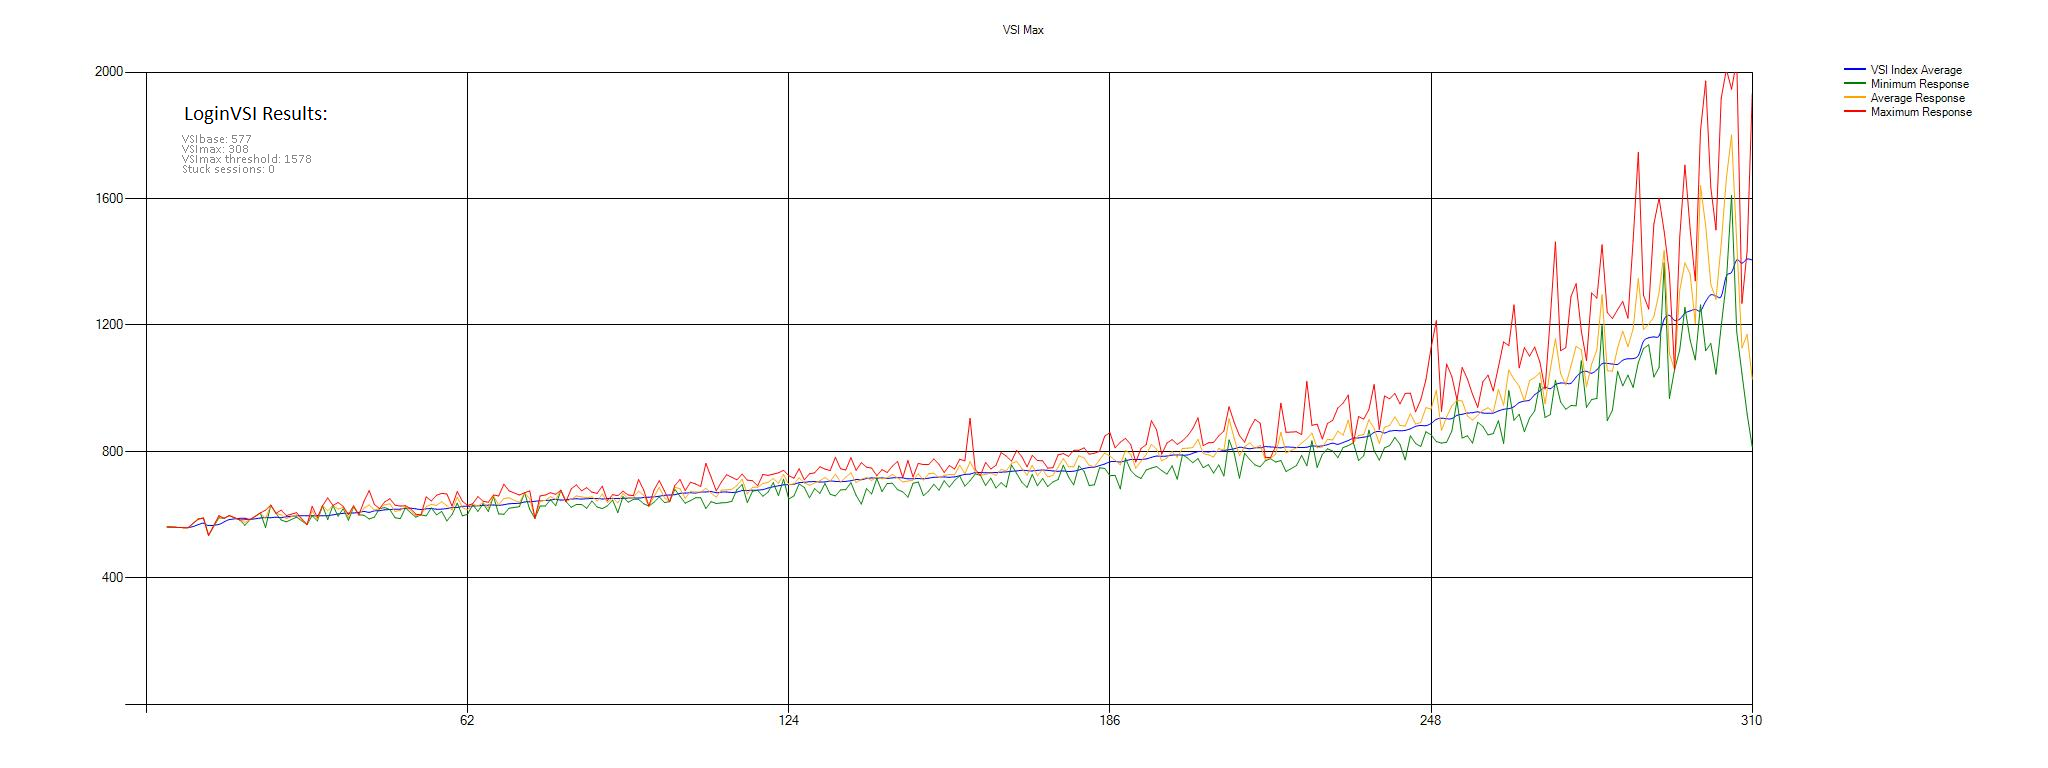 VSI Max
2000
1600
1200
800
400
62
124
186
248
310
LoginVSI Results:
VSIbase: 577
VSImax: 308
VSImax threshold: 1578
Stuck sessions: 0
VSI Index Average
Minimum Response
Average Response
Maximum Response